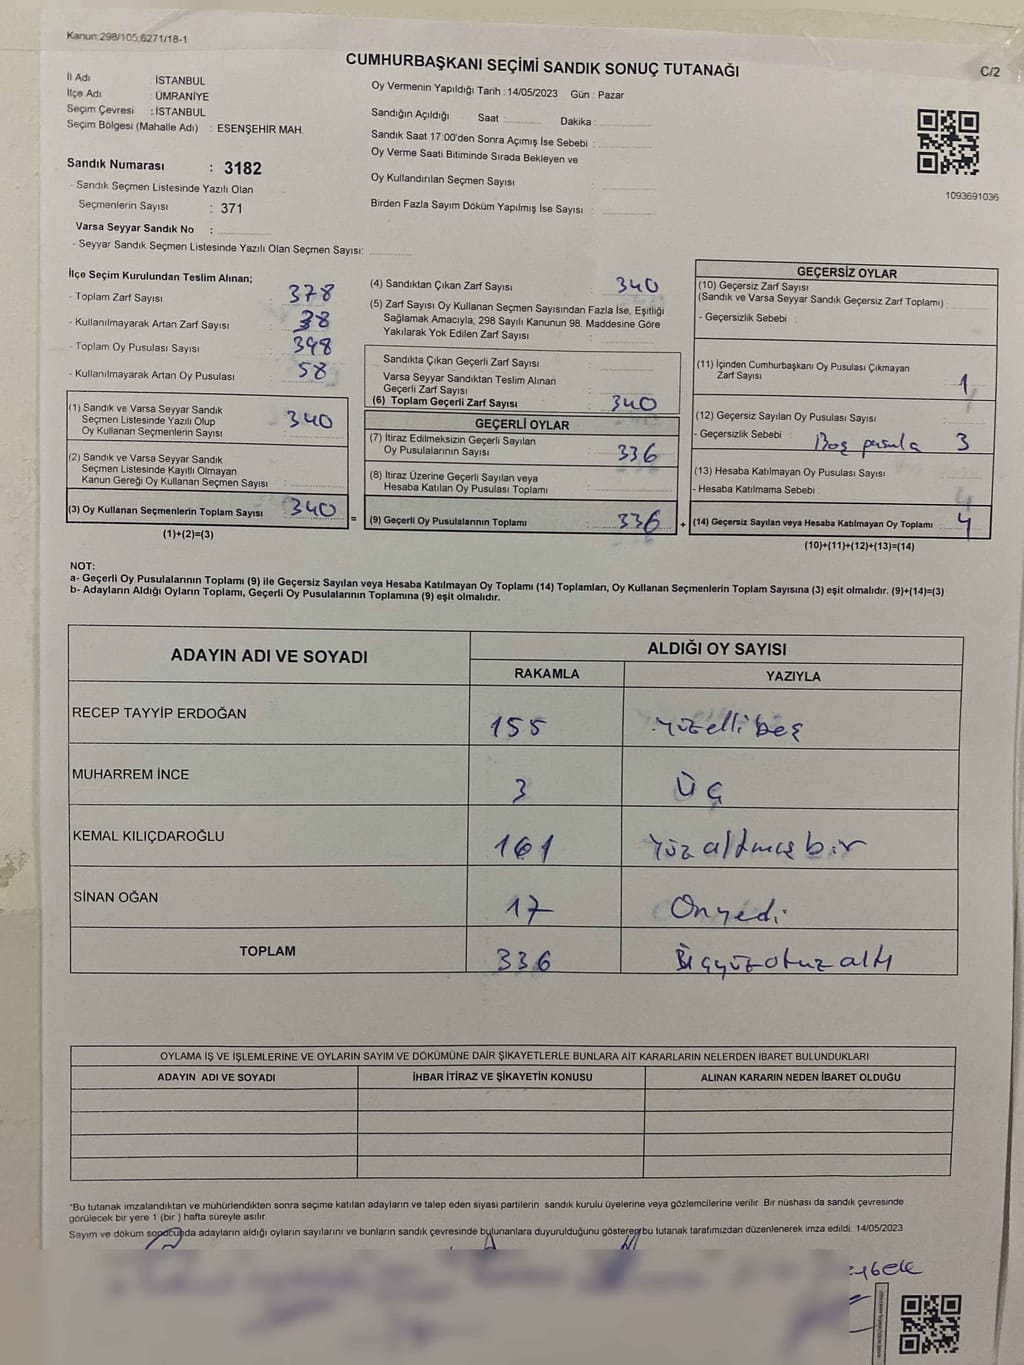 Kanun:298/105;6271/18-1
CUMHURBAŞKANI SEÇİMİ SANDIK SONUÇ TUTANAĞI
C/2
İl Adı : İSTANBUL
İlçe Adı : ÜMRANİYE
Seçim Çevresi : İSTANBUL
Seçim Bölgesi (Mahalle Adı) : ESENŞEHİR MAH.
Sandık Numarası : 3182
- Sandık Seçmen Listesinde Yazılı Olan
Seçmenlerin Sayısı : 371
Varsa Seyyar Sandık No :
- Seyyar Sandık Seçmen Listesinde Yazılı Olan Seçmen Sayısı:
Oy Vermenin Yapıldığı Tarih :14/05/2023 Gün : Pazar
Sandığın Açıldığı Saat : Dakika :
Sandık Saat 17:00'den Sonra Açımış İse Sebebi :
Oy Verme Saati Bitiminde Sırada Bekleyen ve
Oy Kullandırılan Seçmen Sayısı :
Birden Fazla Sayım Döküm Yapılmış İse Sayısı :
1093691036
İlçe Seçim Kurulundan Teslim Alınan;
- Toplam Zarf Sayısı : 378
- Kullanılmayarak Artan Zarf Sayısı : 38
- Toplam Oy Pusulası Sayısı : 398
- Kullanılmayarak Artan Oy Pusulası : 58
(1) Sandık ve Varsa Seyyar Sandık
Seçmen Listesinde Yazılı Olup
Oy Kullanan Seçmenlerin Sayısı : 340
(2) Sandık ve Varsa Seyyar Sandık
Seçmen Listesinde Kayıtlı Olmayan
Kanun Gereği Oy Kullanan Seçmen Sayısı :
(3) Oy Kullanan Seçmenlerin Toplam Sayısı : 340 =
(1)+(2)=(3)
(4) Sandıktan Çıkan Zarf Sayısı : 340
(5) Zarf Sayısı Oy Kullanan Seçmen Sayısından Fazla İse, Eşitliği
Sağlamak Amacıyla; 298 Sayılı Kanunun 98. Maddesine Göre
Yakılarak Yok Edilen Zarf Sayısı :
Sandıkta Çıkan Geçerli Zarf Sayısı :
Varsa Seyyar Sandıktan Teslim Alınan
Geçerli Zarf Sayısı :
(6) Toplam Geçerli Zarf Sayısı : 340
GEÇERLİ OYLAR
(7) İtiraz Edilmeksizin Geçerli Sayılan
Oy Pusulalarının Sayısı : 336
(8) İtiraz Üzerine Geçerli Sayılan veya
Hesaba Katılan Oy Pusulası Toplamı :
(9) Geçerli Oy Pusulalarının Toplamı : 336 +
GEÇERSİZ OYLAR
(10) Geçersiz Zarf Sayısı
(Sandık ve Varsa Seyyar Sandık Geçersiz Zarf Toplamı) :
- Geçersizlik Sebebi :
(11) İçinden Cumhurbaşkanı Oy Pusulası Çıkmayan
Zarf Sayısı 1
(12) Geçersiz Sayılan Oy Pusulası Sayısı :
- Geçersizlik Sebebi : Boş pusula 3
(13) Hesaba Katılmayan Oy Pusulası Sayısı :
- Hesaba Katılmama Sebebi :
(14) Geçersiz Sayılan veya Hesaba Katılmayan Oy Toplamı : 4
(10)+(11)+(12)+(13)=(14)
NOT:
a- Geçerli Oy Pusulalarının Toplamı (9) ile Geçersiz Sayılan veya Hesaba Katılmayan Oy Toplamı (14) Toplamları, Oy Kullanan Seçmenlerin Toplam Sayısına (3) eşit olmalıdır. (9)+(14)=(3)
b- Adayların Aldığı Oyların Toplamı, Geçerli Oy Pusulalarının Toplamına (9) eşit olmalıdır.
ADAYIN ADI VE SOYADI
ALDIĞI OY SAYISI
RAKAMLA YAZIYLA
RECEP TAYYİP ERDOĞAN 155 Yüzellibeş
MUHARREM İNCE 3 Üç
KEMAL KILIÇDAROĞLU 161 Yüz altmış bir
SİNAN OĞAN 17 Onyedi
TOPLAM 336 Üçyüzotuz altı
OYLAMA İŞ VE İŞLEMLERİNE VE OYLARIN SAYIM VE DÖKÜMÜNE DAİR ŞİKAYETLERLE BUNLARA AİT KARARLARIN NELERDEN İBARET BULUNDUKLARI
ADAYIN ADI VE SOYADI İHBAR İTİRAZ VE ŞİKAYETİN KONUSU ALINAN KARARIN NEDEN İBARET OLDUĞU
*Bu tutanak imzalandıktan ve mühürlendikten sonra seçime katılan adayların ve talep eden siyasi partilerin sandık kurulu üyelerine veya gözlemcilerine verilir. Bir nüshası da sandık çevresinde
görülecek bir yere 1 (bir ) hafta süreyle asılır.
Sayım ve döküm sonucunda adayların aldığı oyların sayılarını ve bunların sandık çevresinde bulunanlara duyurulduğunu gösteren bu tutanak tarafımızdan düzenlenerek imza edildi. 14/05/2023